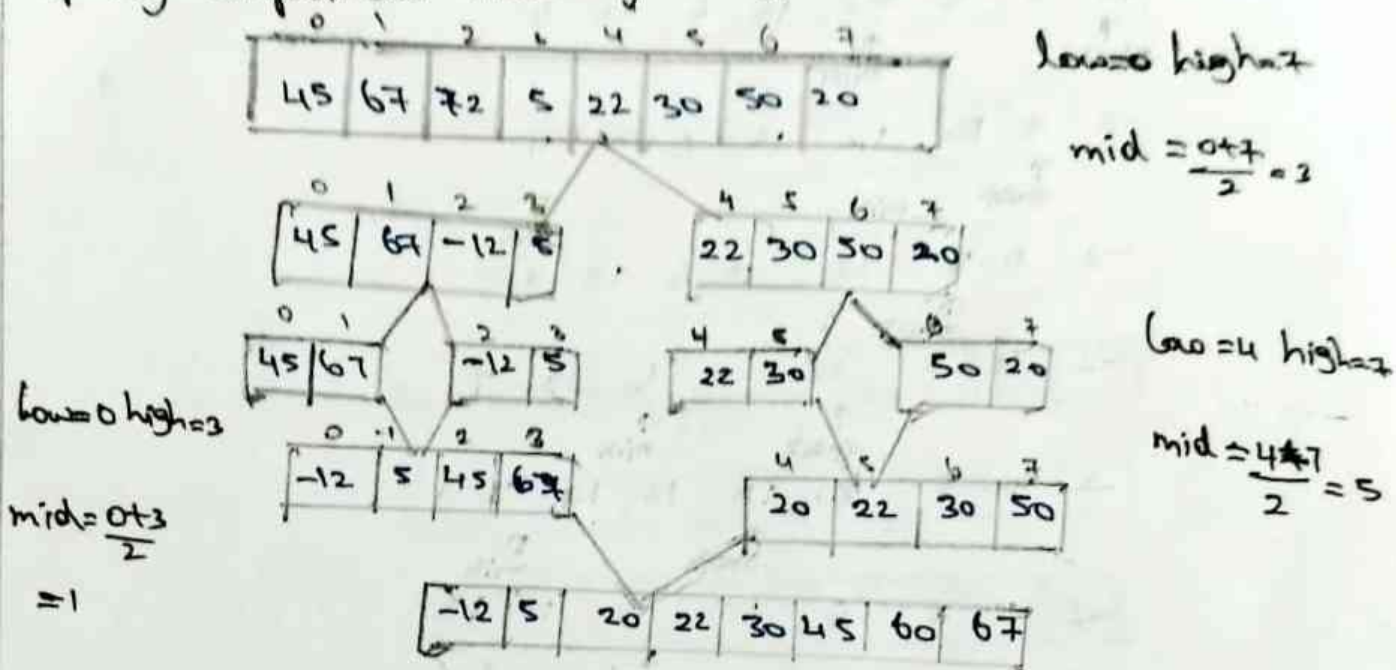 0 1 2 3 4 5 6 7
45 67 72 5 22 30 50 20
low=0 high=7
mid = 0+7/2 = 3
0 1 2 3
45 67 -12 5
4 5 6 7
22 30 50 20
0 1
45 67
2 3
-12 5
4 5
22 30
6 7
50 20
low=4 high=7
mid = 4+7/2 = 5
low=0 high=3
mid = 0+3/2
=1
0 1 2 3
-12 5 45 67
4 5 6 7
20 22 30 50
-12 5 20 22 30 45 60 67